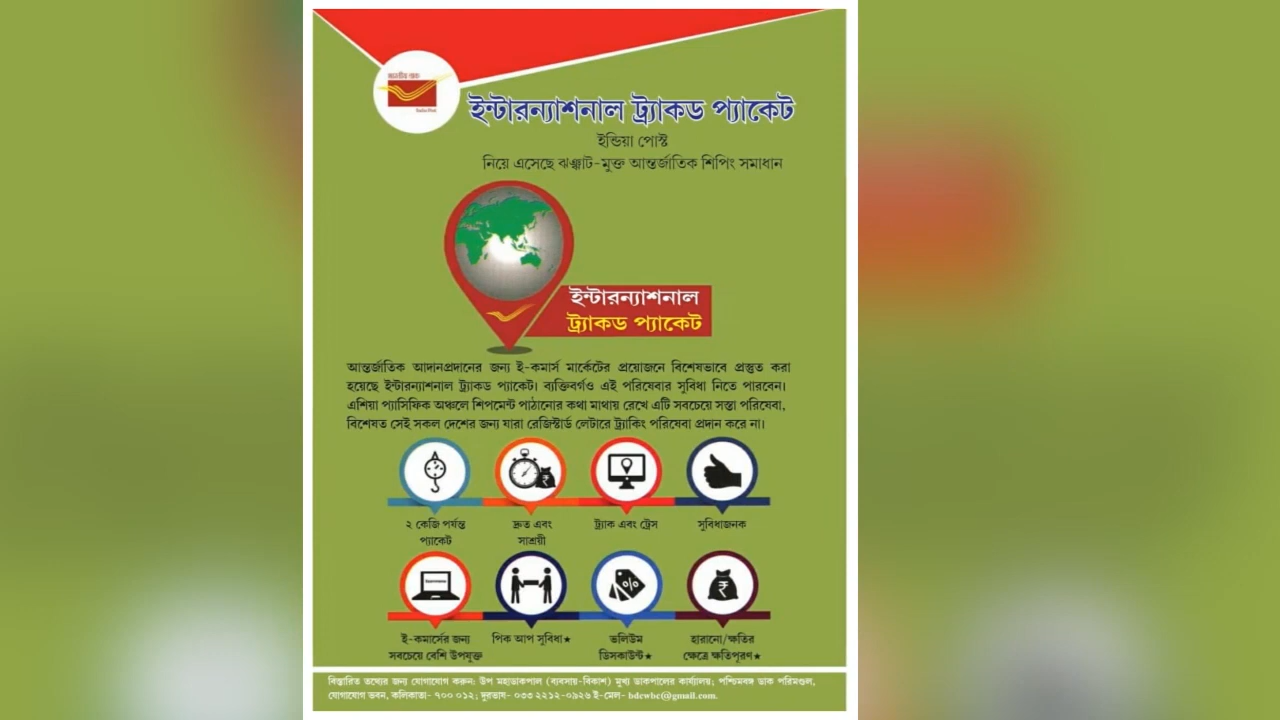 ভারতীয় ডাক
India Post
ইন্টারন্যাশনাল ট্র্যাকড প্যাকেট
ইন্ডিয়া পোস্ট
নিয়ে এসেছে ঝঞ্ঝাট-মুক্ত আন্তর্জাতিক শিপিং সমাধান
ইন্টারন্যাশনাল
ট্র্যাকড প্যাকেট
আন্তর্জাতিক আদানপ্রদানের জন্য ই-কমার্স মার্কেটের প্রয়োজনে বিশেষভাবে প্রস্তুত করা
হয়েছে ইন্টারন্যাশনাল ট্র্যাকড প্যাকেট। ব্যক্তিবর্গও এই পরিষেবার সুবিধা নিতে পারবেন।
এশিয়া প্যাসিফিক অঞ্চলে শিপমেন্ট পাঠানোর কথা মাথায় রেখে এটি সবচেয়ে সস্তা পরিষেবা,
বিশেষত সেই সকল দেশের জন্য যারা রেজিস্টার্ড লেটারে ট্র্যাকিং পরিষেবা প্রদান করে না।
২ কেজি পর্যন্ত
প্যাকেট
দ্রুত এবং
সাশ্রয়ী
ট্র্যাক এবং ট্রেস
সুবিধাজনক
ই-কমার্সের জন্য
সবচেয়ে বেশি উপযুক্ত
পিক আপ সুবিধা★
ভলিউম
ডিসকাউন্ট★
হারানো/ক্ষতির
ক্ষেত্রে ক্ষতিপূরণ★
বিস্তারিত তথ্যের জন্য যোগাযোগ করুন: উপ মহাডাকপাল (ব্যবসায়-বিকাশ) মুখ্য ডাকপালের কার্য্যালয়; পশ্চিমবঙ্গ ডাক পরিমণ্ডল,
যোগাযোগ ভবন, কলিকাতা- ৭০০ ০১২; দুরভাষ- ০৩৩ ২২১২-০৯২৬ ই-মেল- bdcwbc@gmail.com.